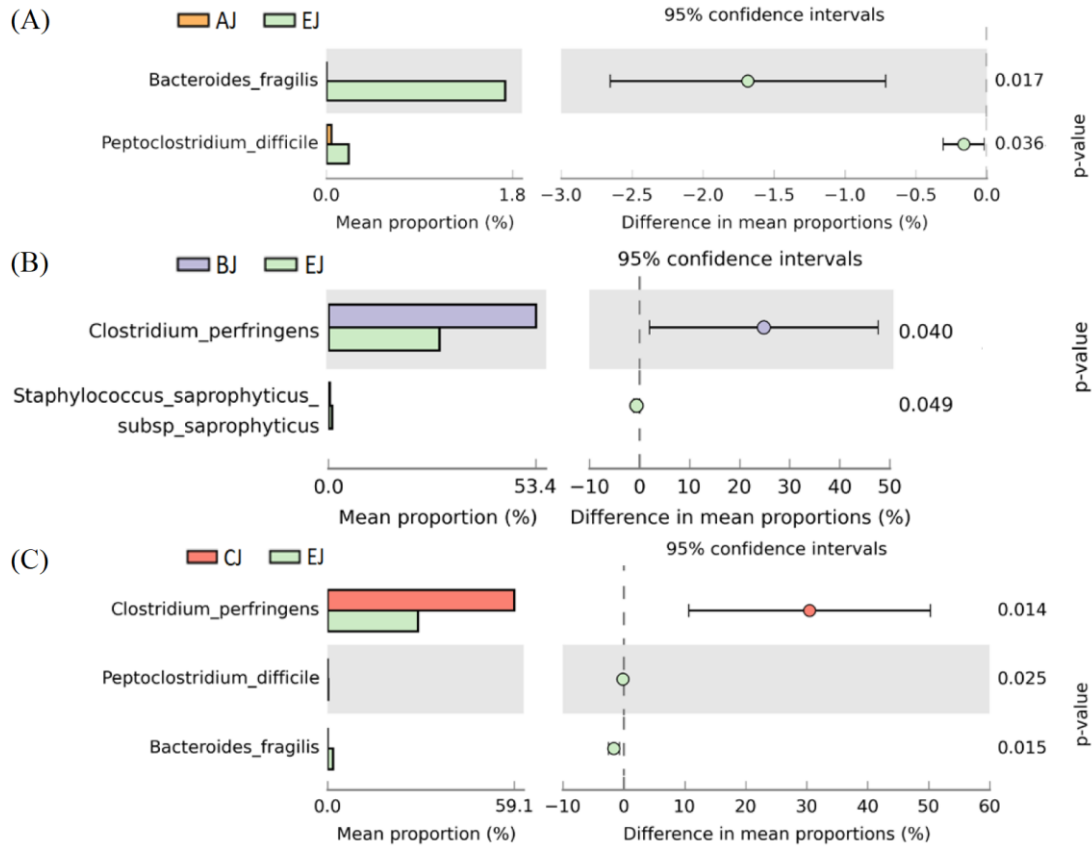 (A)
AJ EJ
95% confidence intervals
Bacteroides_fragilis
0.017
Peptoclostridium_difficile
0.036
p-value
0.0 1.8
−3.0 −2.5 −2.0 −1.5 −1.0 −0.5 0.0
Mean proportion (%)
Difference in mean proportions (%)
(B)
BJ EJ
95% confidence intervals
Clostridium_perfringens
0.040
Staphylococcus_saprophyticus_
subsp_saprophyticus
0.049
p-value
0.0 53.4
−10 0 10 20 30 40 50
Mean proportion (%)
Difference in mean proportions (%)
(C)
CJ EJ
95% confidence intervals
Clostridium_perfringens
0.014
Peptoclostridium_difficile
0.025
Bacteroides_fragilis
0.015
p-value
0.0 59.1
−10 0 10 20 30 40 50 60
Mean proportion (%)
Difference in mean proportions (%)